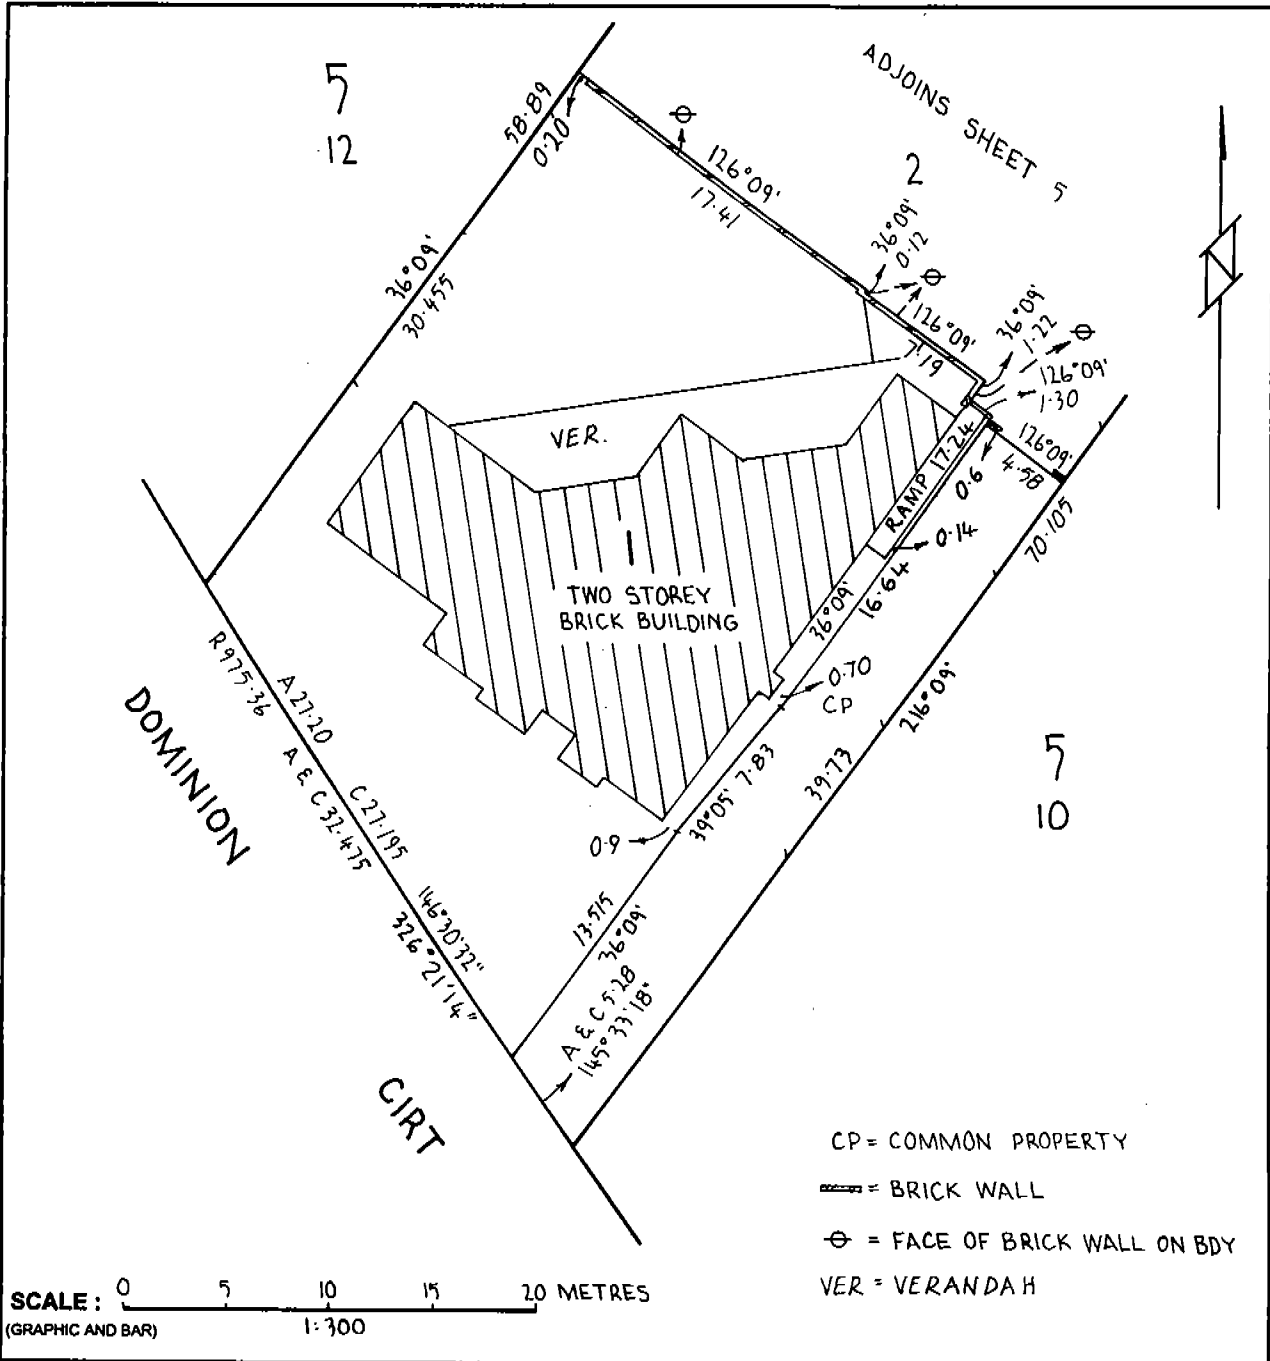 ADJOINS SHEET 5
5
12
58·89
0·20
126°09'
17·41
2
36°09'
0·12
36°09'
30·455
126°09'
7·19
36°09'
1·22
126°09'
1·30
126°09'
4·58
VER.
RAMP 17·24
0·6
0·14
70·105
1
TWO STOREY
BRICK BUILDING
36°09'
16·64
0·70
CP
216°09'
39·73
5
10
R 975·36
A 27·20
A & C 32·475
C 27·195
146°30'32"
326°21'14"
39°05' 7·83
0·9
13·515
36°09'
A & C 5·28
145°33'18"
DOMINION
CIRT
CP = COMMON PROPERTY
= BRICK WALL
= FACE OF BRICK WALL ON BDY
VER = VERANDAH
SCALE : 0 5 10 15 20 METRES
(GRAPHIC AND BAR) 1:300